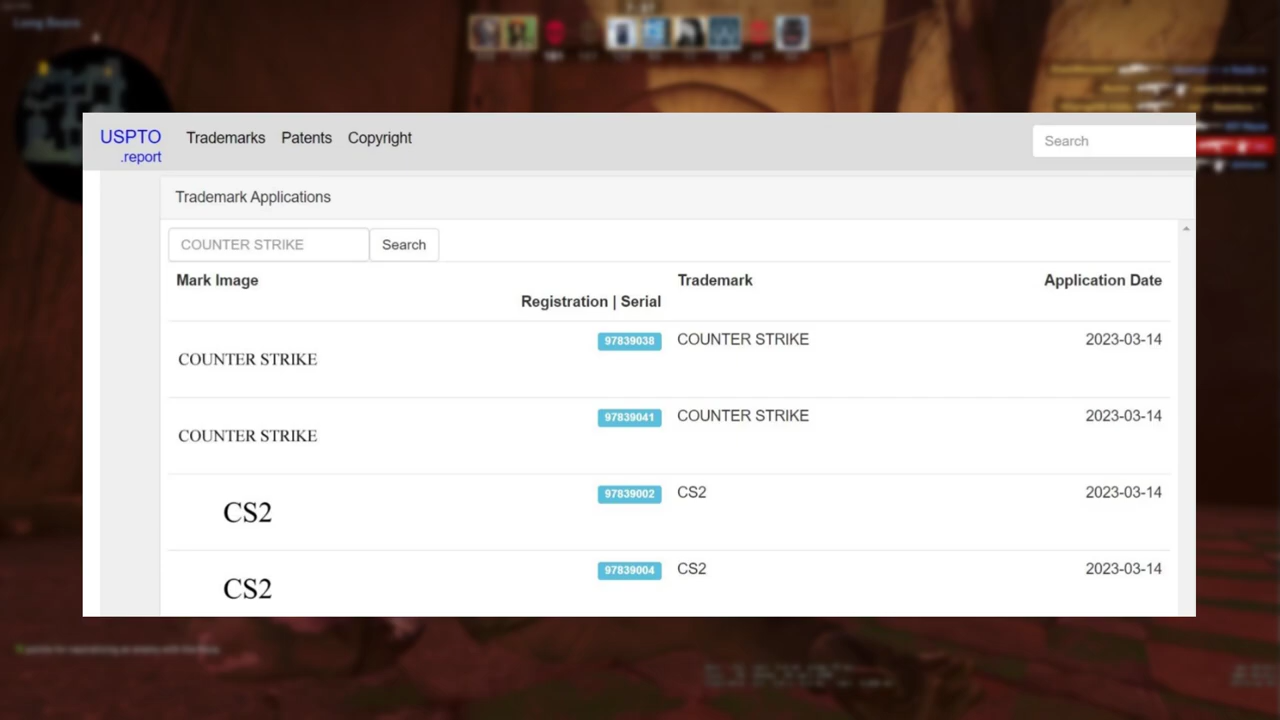 USPTO Trademarks Patents Copyright Search
.report
Trademark Applications
COUNTER STRIKE Search
Mark Image Trademark Application Date
Registration | Serial
97839038 COUNTER STRIKE 2023-03-14
COUNTER STRIKE
97839041 COUNTER STRIKE 2023-03-14
COUNTER STRIKE
97839002 CS2 2023-03-14
CS2
97839004 CS2 2023-03-14
CS2